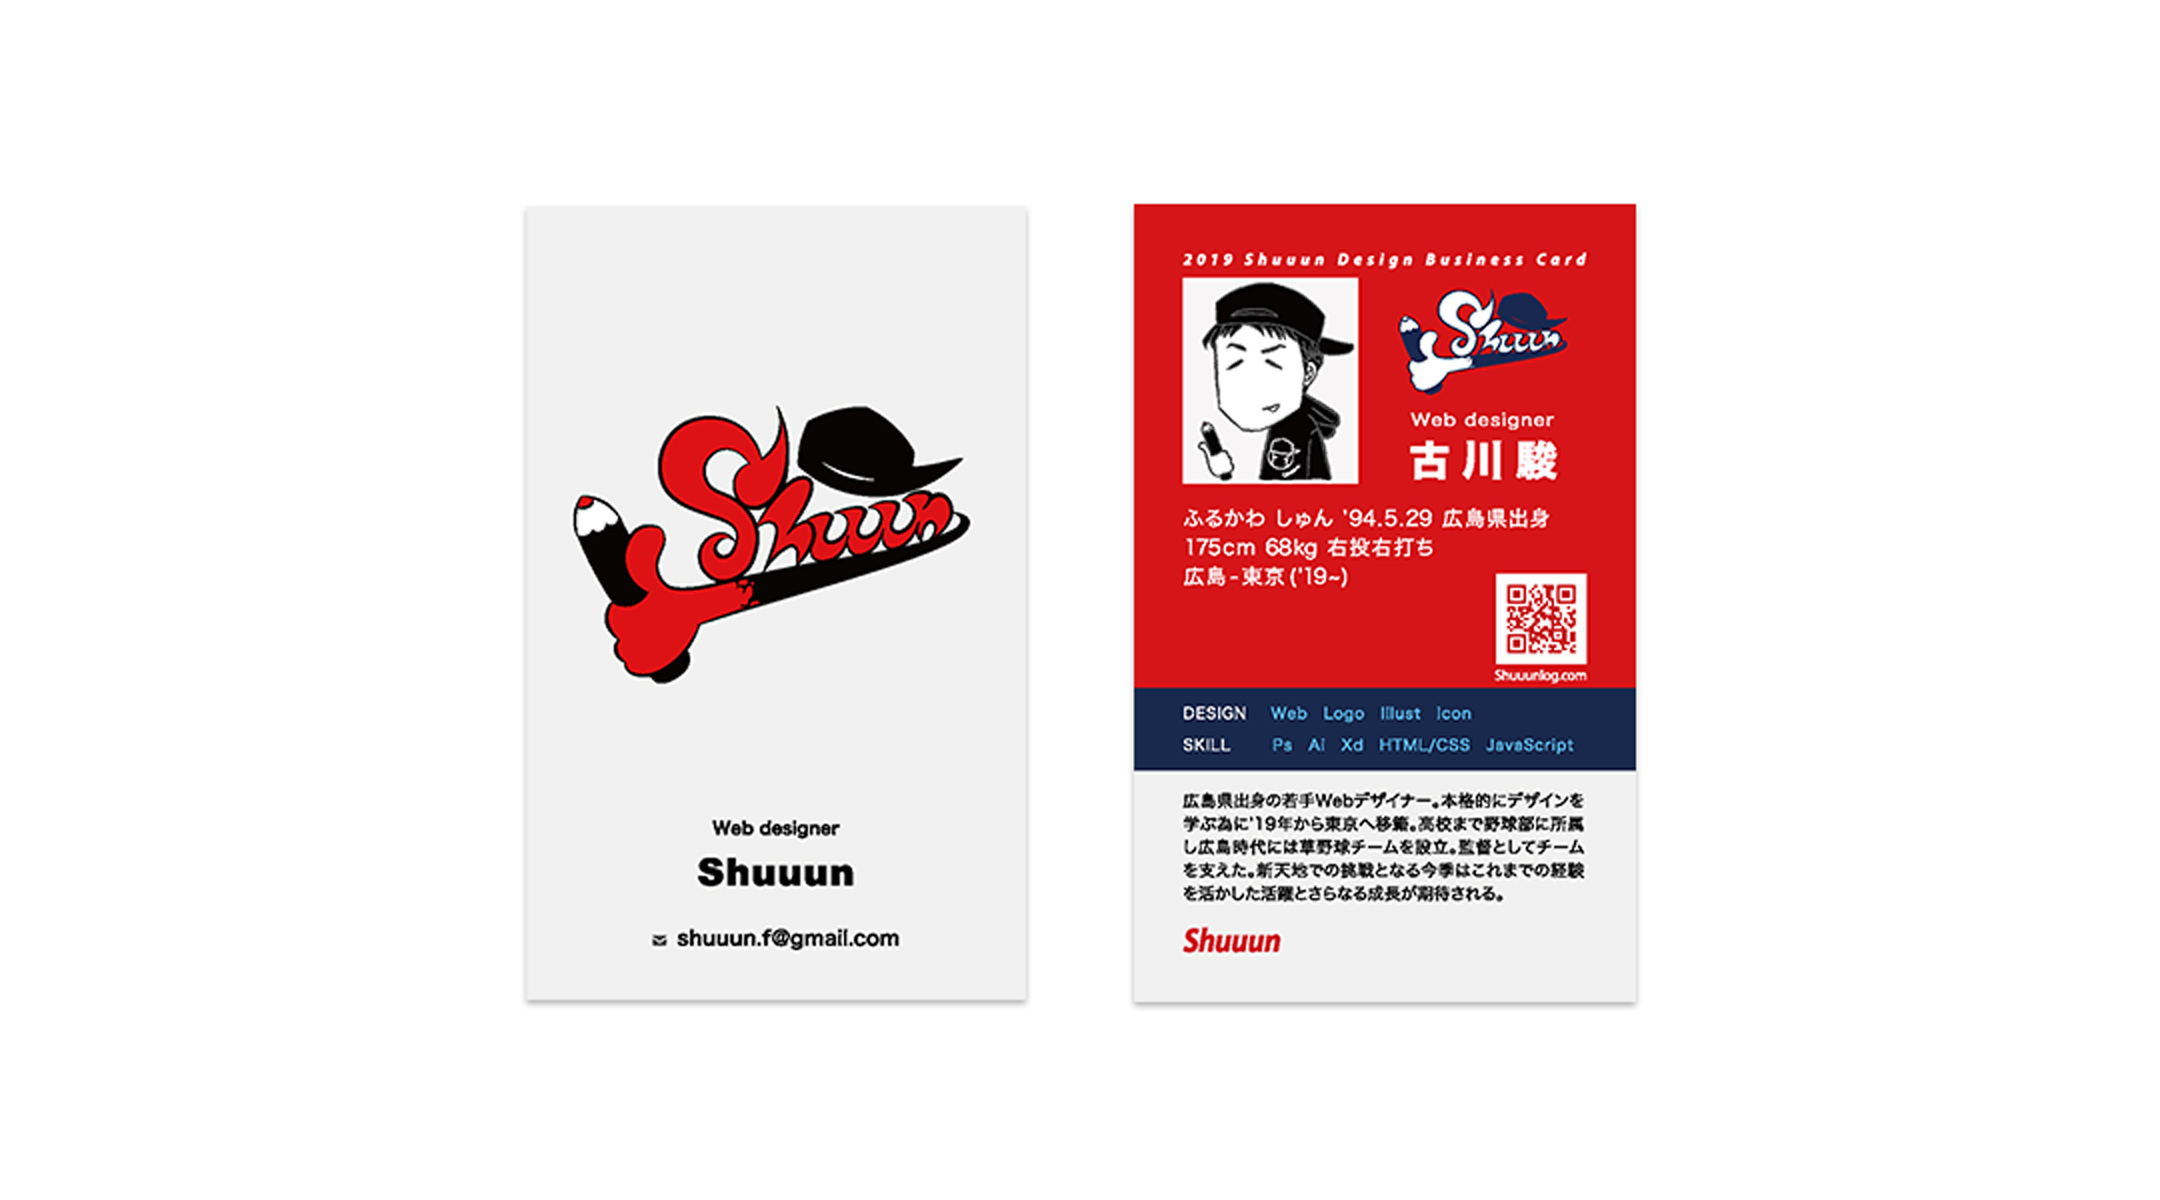 Shuuun
Web designer
Shuuun
shuuun.f@gmail.com
2019 Shuuun Design Business Card
Shuuun
Web designer
古川駿
ふるかわ しゅん '94.5.29 広島県出身
175cm 68kg 右投右打ち
広島-東京('19~)
Shuuunlog.com
DESIGN Web Logo Illust Icon
SKILL Ps Ai Xd HTML/CSS JavaScript
広島県出身の若手Webデザイナー。本格的にデザインを
学ぶ為に'19年から東京へ移籍。高校まで野球部に所属
し広島時代には草野球チームを設立。監督としてチーム
を支えた。新天地での挑戦となる今季はこれまでの経験
を活かした活躍とさらなる成長が期待される。
Shuuun